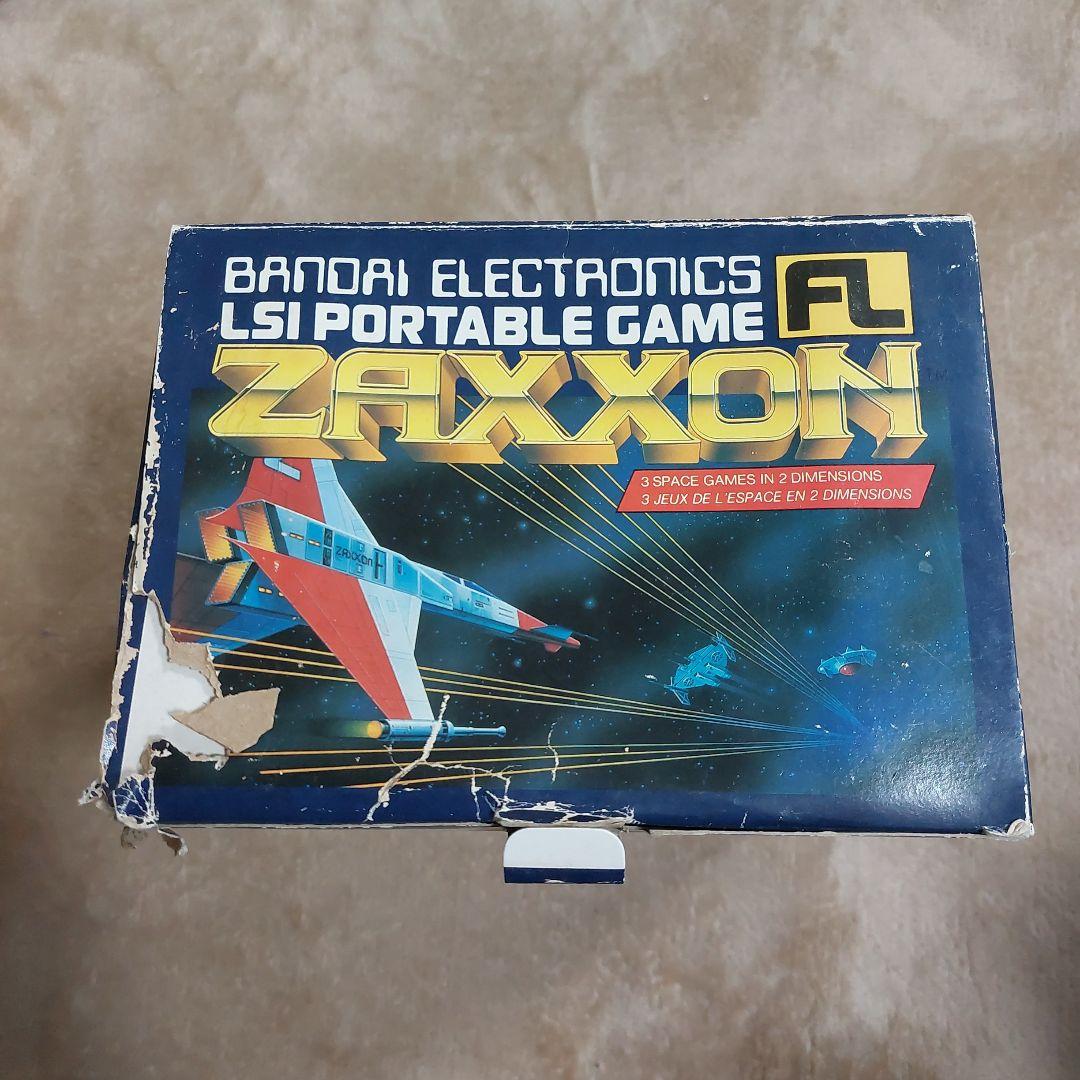 BANDAI ELECTRONICS
LSI PORTABLE GAME
FL
ZAXXON TM
3 SPACE GAMES IN 2 DIMENSIONS
3 JEUX DE L'ESPACE EN 2 DIMENSIONS
ZAXXON